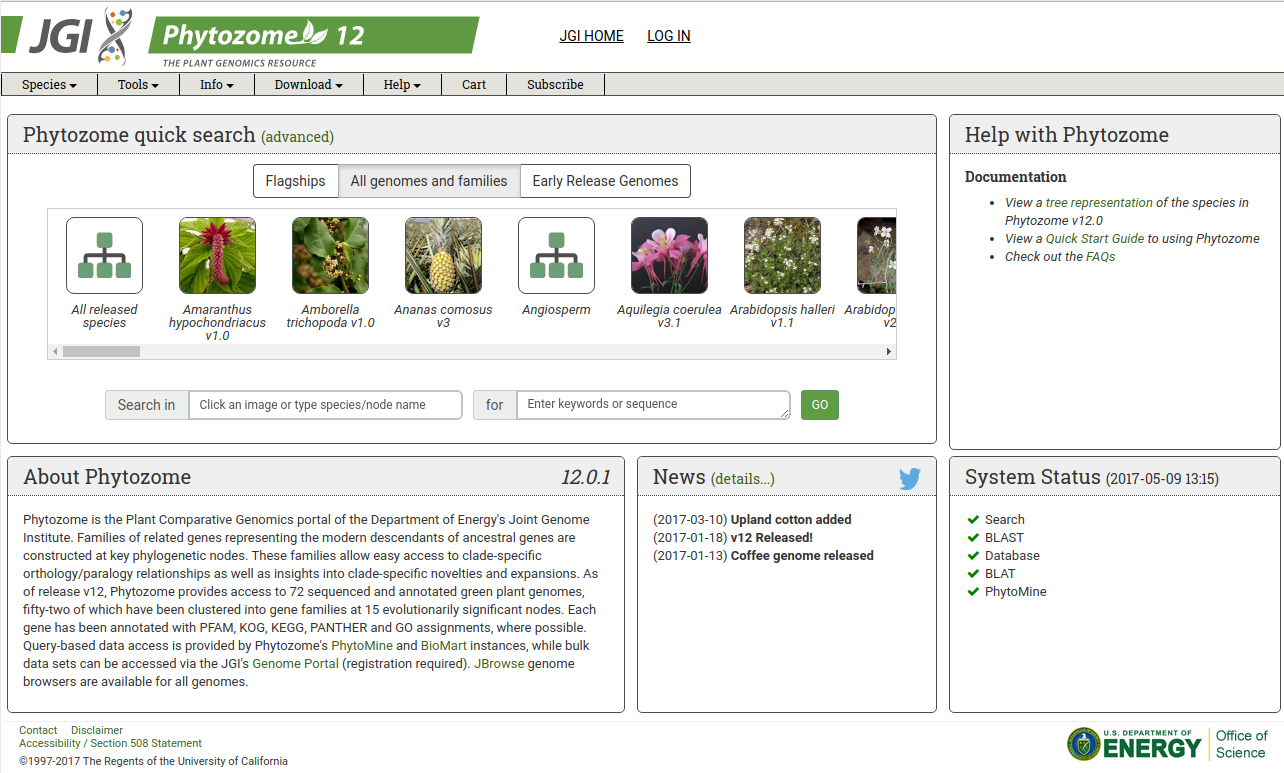 JGI
Phytozome 12
THE PLANT GENOMICS RESOURCE
JGI HOME LOG IN
Species Tools Info Download Help Cart Subscribe
Phytozome quick search (advanced)
Flagships All genomes and families Early Release Genomes
All released
species
Amaranthus
hypochondriacus
v1.0
Amborella
trichopoda v1.0
Ananas comosus
v3
Angiosperm
Aquilegia coerulea
v3.1
Arabidopsis halleri
v1.1
Arabidop
v2
Search in Click an image or type species/node name for Enter keywords or sequence GO
Help with Phytozome
Documentation
• View a tree representation of the species in
Phytozome v12.0
• View a Quick Start Guide to using Phytozome
• Check out the FAQs
About Phytozome 12.0.1
Phytozome is the Plant Comparative Genomics portal of the Department of Energy's Joint Genome
Institute. Families of related genes representing the modern descendants of ancestral genes are
constructed at key phylogenetic nodes. These families allow easy access to clade-specific
orthology/paralogy relationships as well as insights into clade-specific novelties and expansions. As
of release v12, Phytozome provides access to 72 sequenced and annotated green plant genomes,
fifty-two of which have been clustered into gene families at 15 evolutionarily significant nodes. Each
gene has been annotated with PFAM, KOG, KEGG, PANTHER and GO assignments, where possible.
Query-based data access is provided by Phytozome's PhytoMine and BioMart instances, while bulk
data sets can be accessed via the JGI's Genome Portal (registration required). JBrowse genome
browsers are available for all genomes.
News (details...)
(2017-03-10) Upland cotton added
(2017-01-18) v12 Released!
(2017-01-13) Coffee genome released
System Status (2017-05-09 13:15)
Search
BLAST
Database
BLAT
PhytoMine
Contact Disclaimer
Accessibility / Section 508 Statement
©1997-2017 The Regents of the University of California
U.S. DEPARTMENT OF
ENERGY
Office of
Science